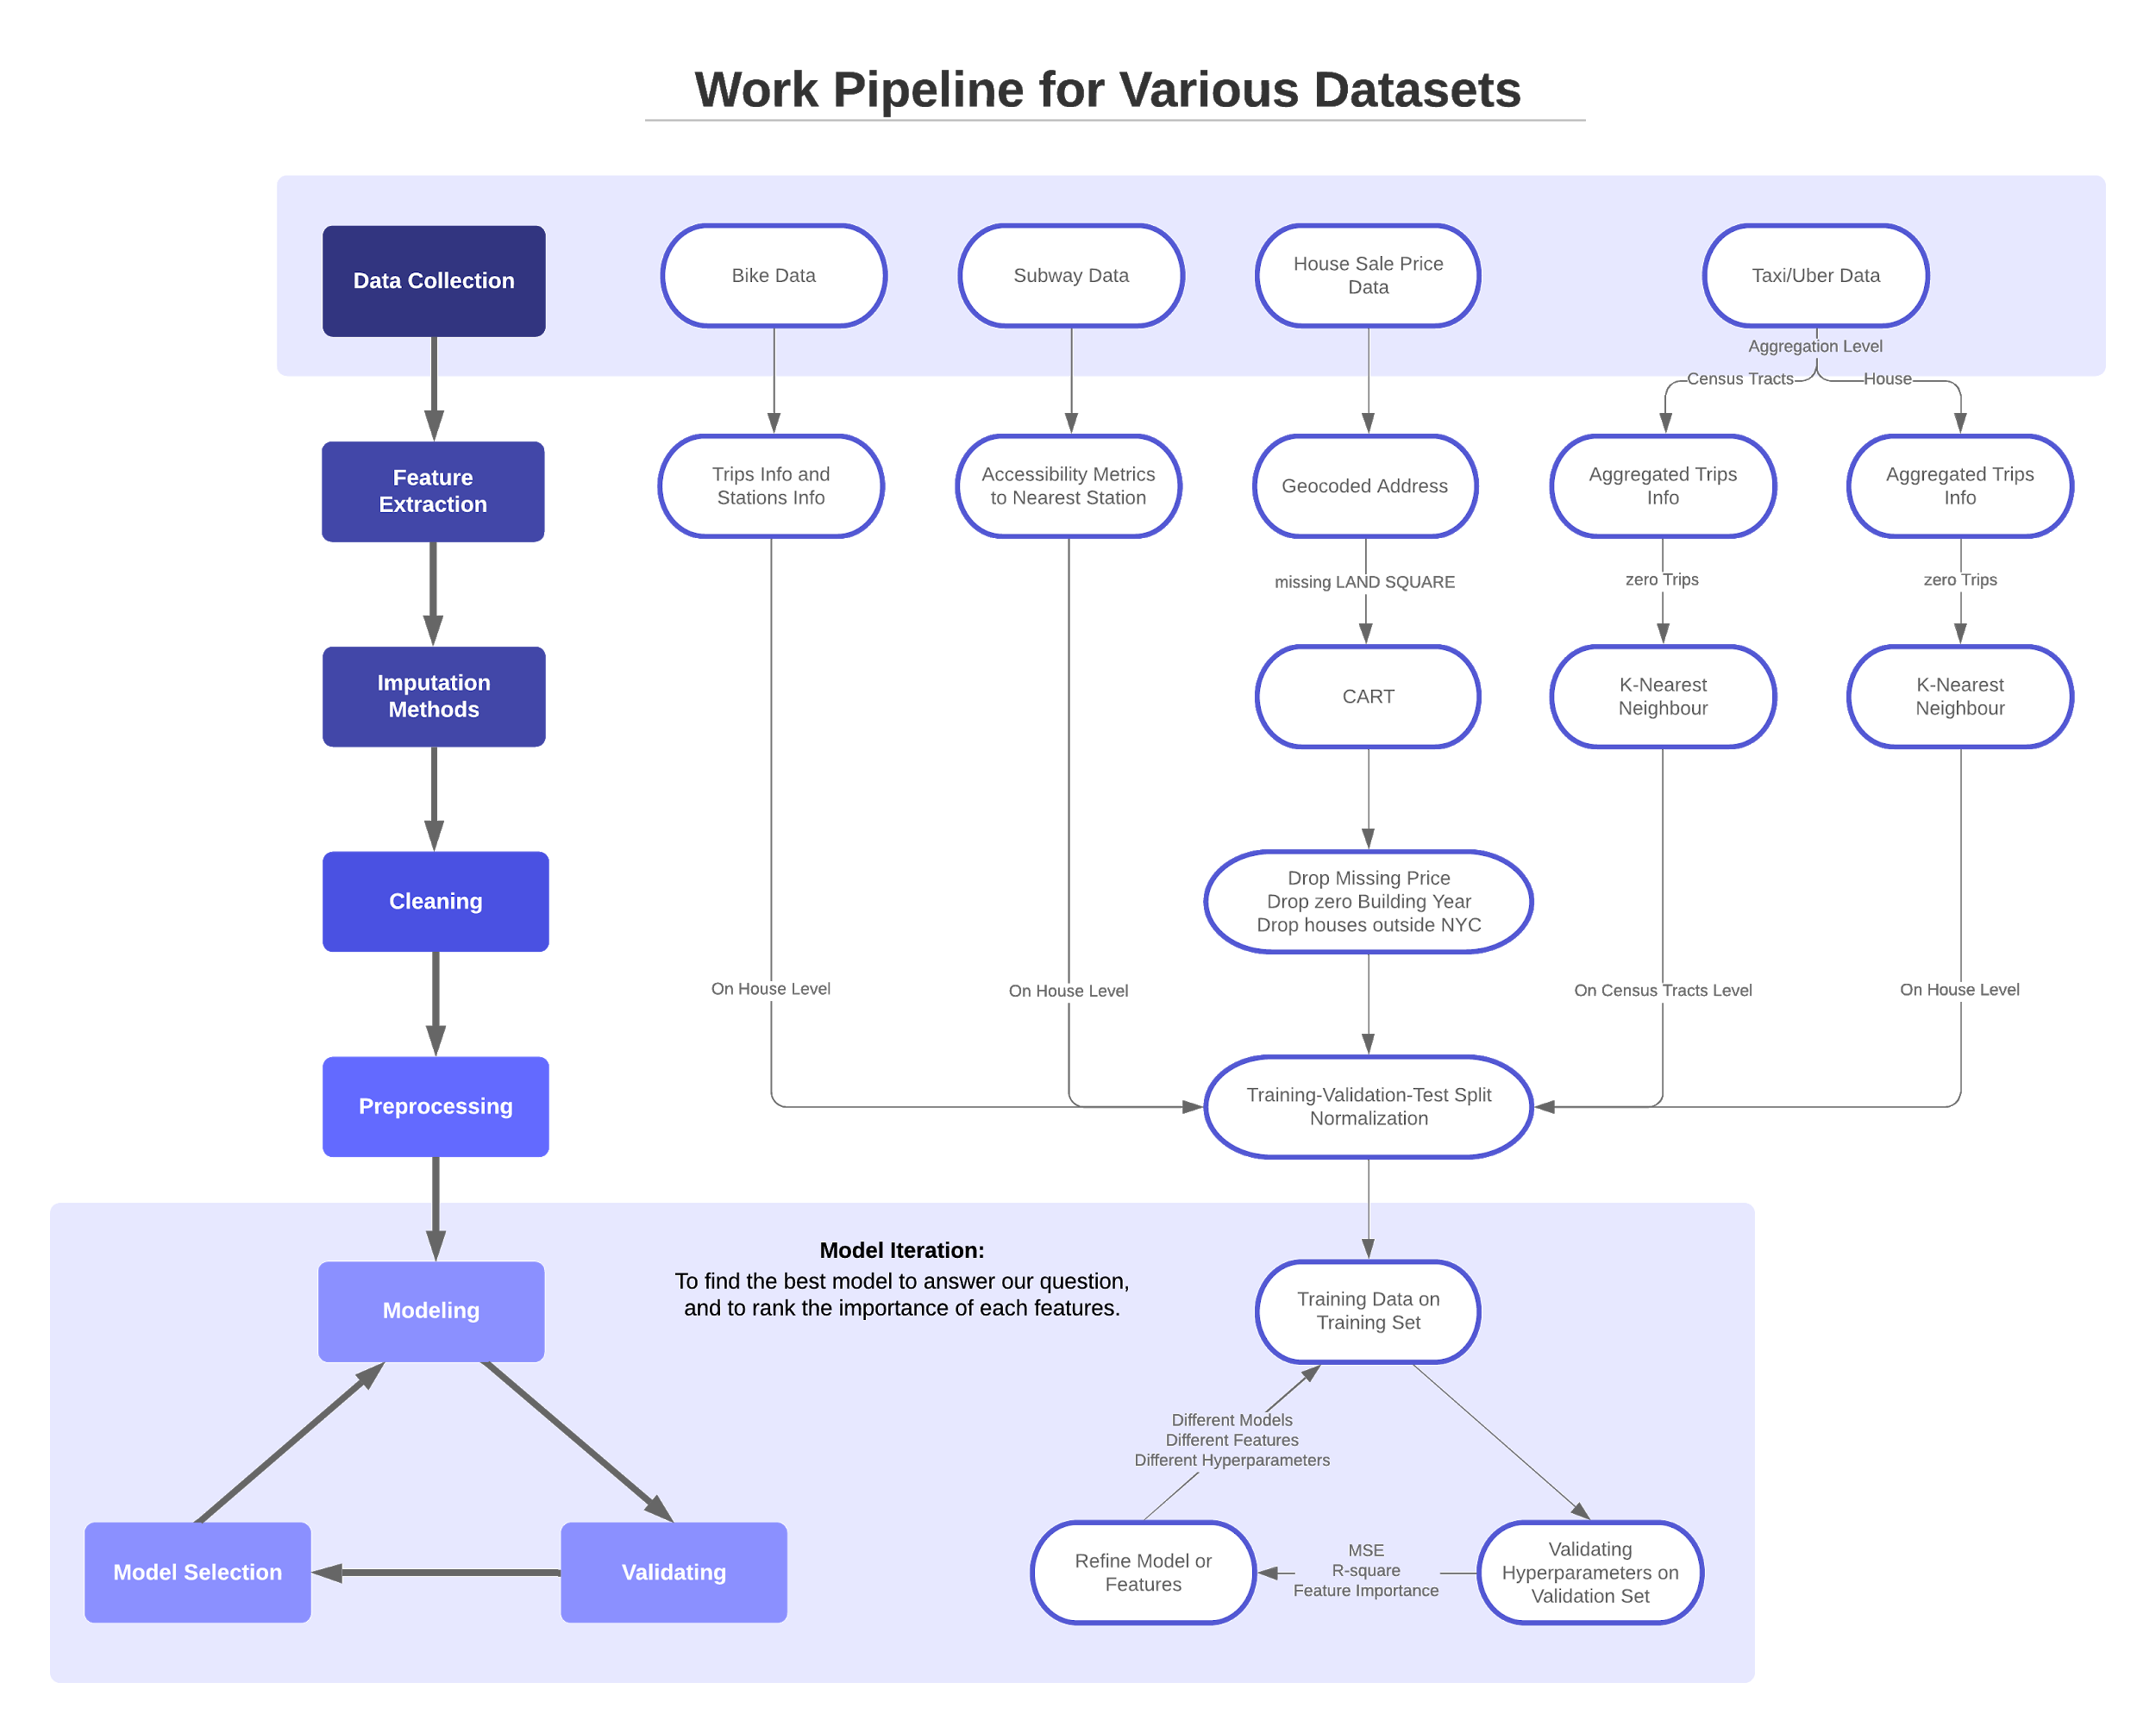 Work Pipeline for Various Datasets
Data Collection
Bike Data
Subway Data
House Sale Price
Data
Taxi/Uber Data
Aggregation Level
Census Tracts
House
Feature
Extraction
Trips Info and
Stations Info
Accessibility Metrics
to Nearest Station
Geocoded Address
Aggregated Trips
Info
Aggregated Trips
Info
missing LAND SQUARE
zero Trips
zero Trips
Imputation
Methods
CART
K-Nearest
Neighbour
K-Nearest
Neighbour
Cleaning
Drop Missing Price
Drop zero Building Year
Drop houses outside NYC
On House Level
On House Level
On Census Tracts Level
On House Level
Preprocessing
Training-Validation-Test Split
Normalization
Model Iteration:
To find the best model to answer our question,
and to rank the importance of each features.
Modeling
Training Data on
Training Set
Different Models
Different Features
Different Hyperparameters
Model Selection
Validating
Refine Model or
Features
MSE
R-square
Feature Importance
Validating
Hyperparameters on
Validation Set